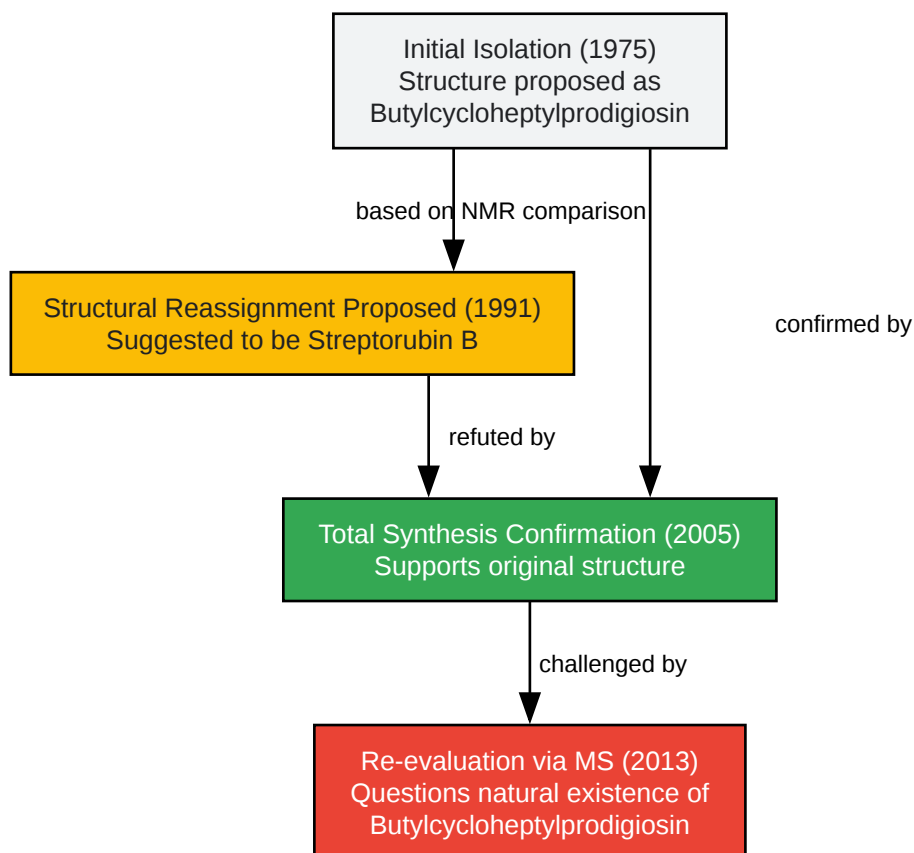 Initial Isolation (1975)
Structure proposed as
Butylcycloheptylprodigiosin
based on NMR comparison
Structural Reassignment Proposed (1991)
Suggested to be Streptorubin B
confirmed by
refuted by
Total Synthesis Confirmation (2005)
Supports original structure
challenged by
Re-evaluation via MS (2013)
Questions natural existence of
Butylcycloheptylprodigiosin